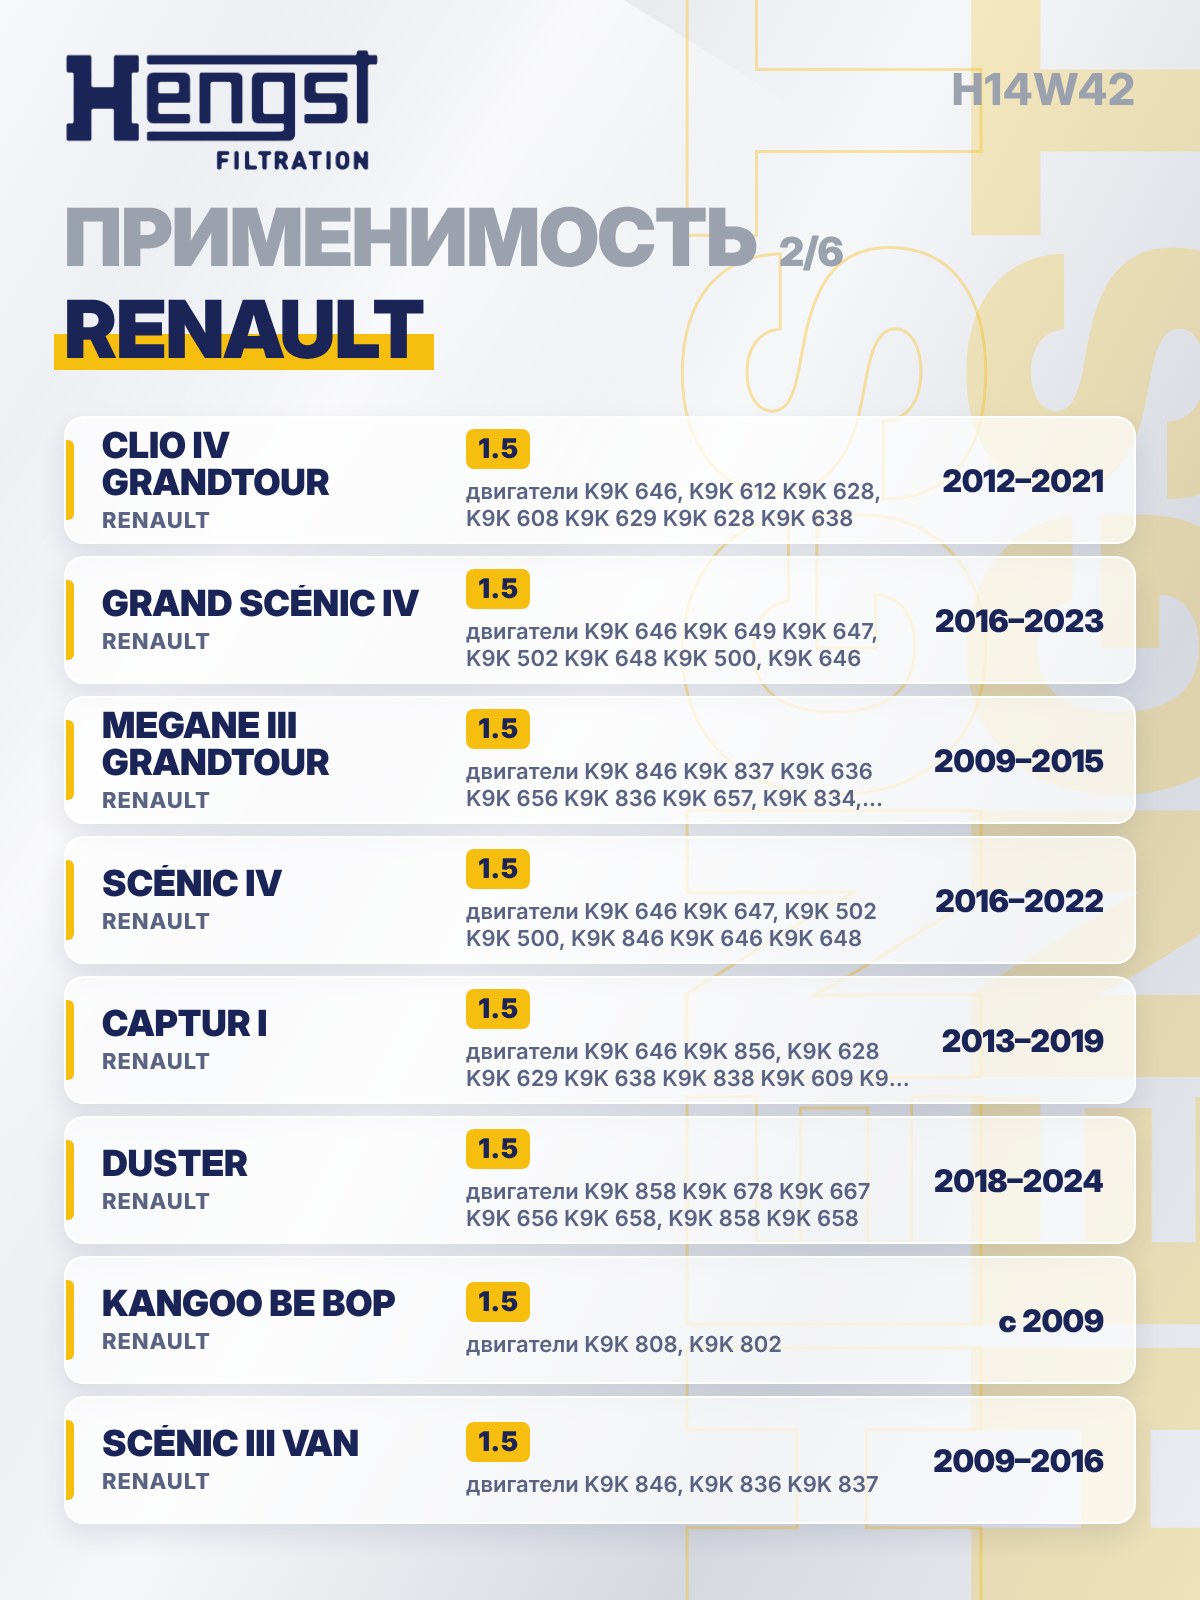 Hengst
FILTRATION
H14W42
ПРИМЕНИМОСТЬ 2/6
RENAULT
CLIO IV
GRANDTOUR
RENAULT
1.5
двигатели K9K 646, K9K 612 K9K 628,
K9K 608 K9K 629 K9K 628 K9K 638
2012–2021
GRAND SCÉNIC IV
RENAULT
1.5
двигатели K9K 646 K9K 649 K9K 647,
K9K 502 K9K 648 K9K 500, K9K 646
2016–2023
MEGANE III
GRANDTOUR
RENAULT
1.5
двигатели K9K 846 K9K 837 K9K 636
K9K 656 K9K 836 K9K 657, K9K 834,...
2009–2015
SCÉNIC IV
RENAULT
1.5
двигатели K9K 646 K9K 647, K9K 502
K9K 500, K9K 846 K9K 646 K9K 648
2016–2022
CAPTUR I
RENAULT
1.5
двигатели K9K 646 K9K 856, K9K 628
K9K 629 K9K 638 K9K 838 K9K 609 K9...
2013–2019
DUSTER
RENAULT
1.5
двигатели K9K 858 K9K 678 K9K 667
K9K 656 K9K 658, K9K 858 K9K 658
2018–2024
KANGOO BE BOP
RENAULT
1.5
двигатели K9K 808, K9K 802
с 2009
SCÉNIC III VAN
RENAULT
1.5
двигатели K9K 846, K9K 836 K9K 837
2009–2016
HENGST
HENGST